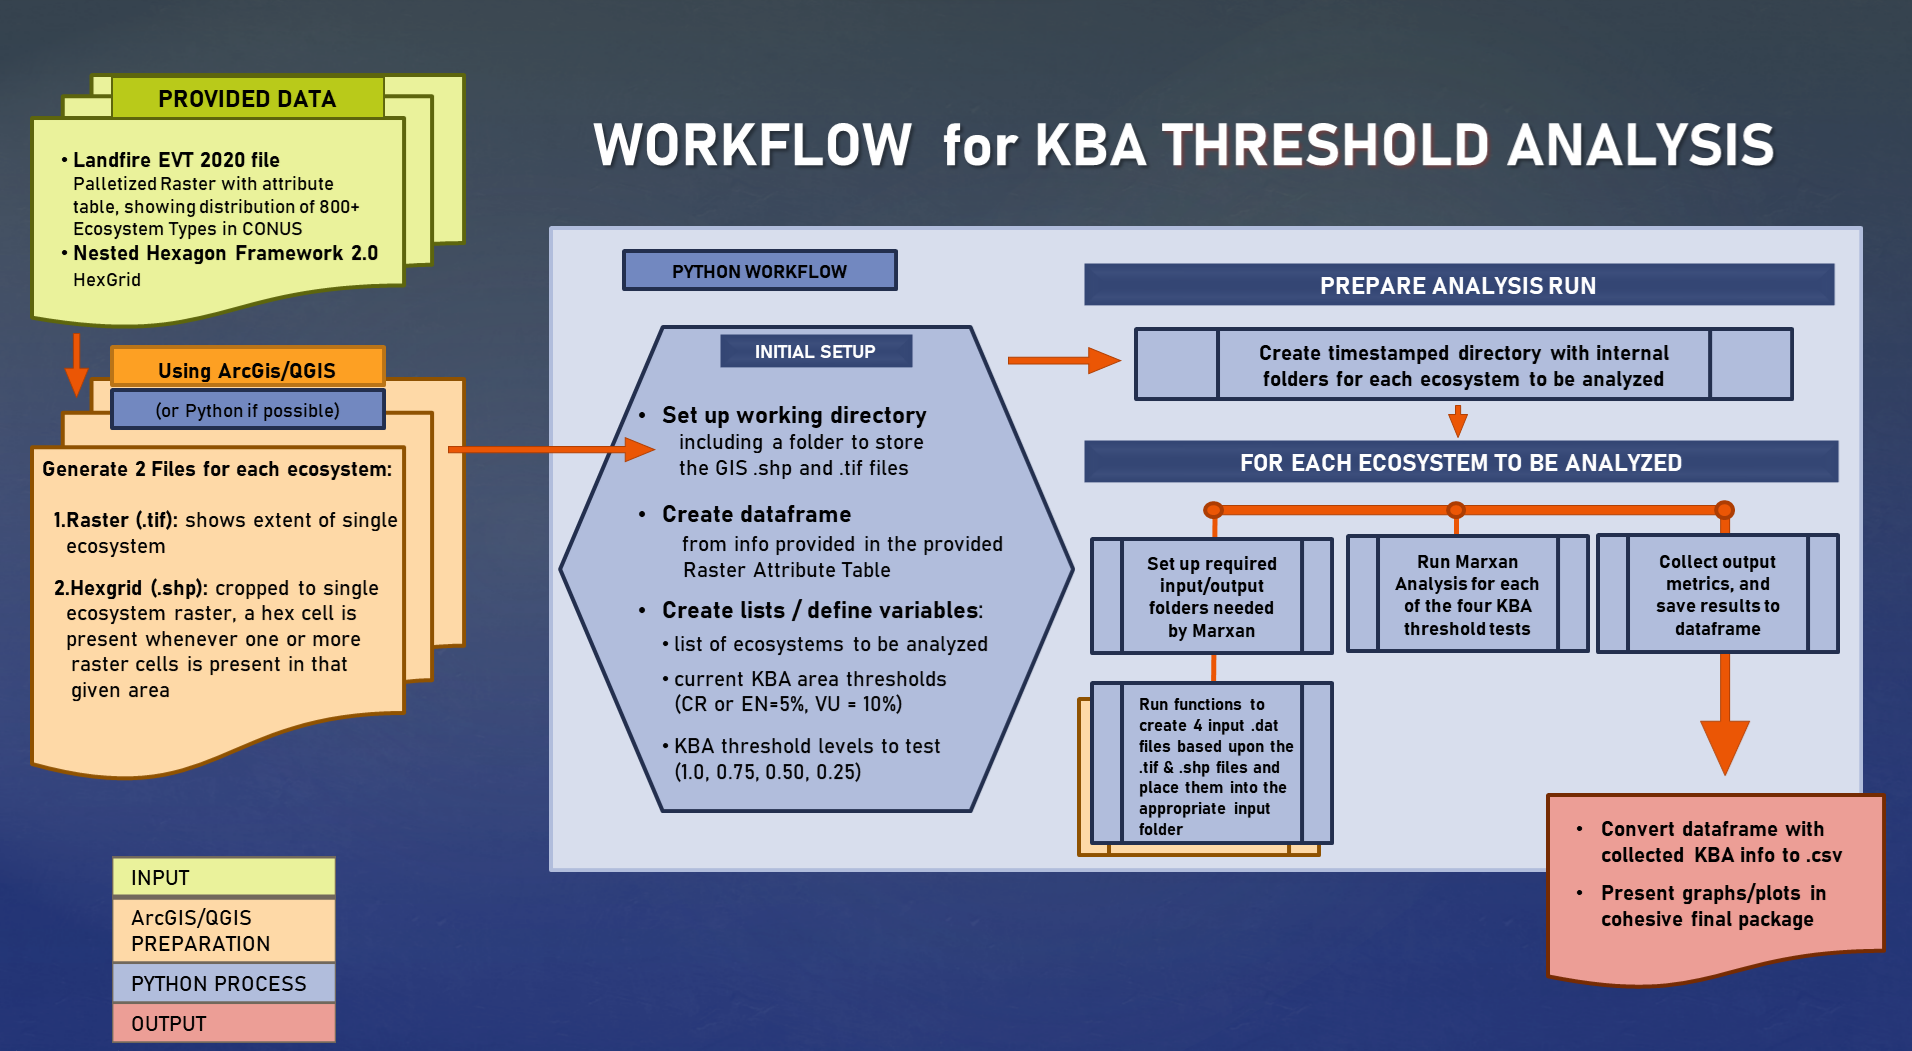 WORKFLOW for KBA THRESHOLD ANALYSIS
PROVIDED DATA
• Landfire EVT 2020 file
Palletized Raster with attribute
table, showing distribution of 800+
Ecosystem Types in CONUS
• Nested Hexagon Framework 2.0
HexGrid
Using ArcGis/QGIS
(or Python if possible)
Generate 2 Files for each ecosystem:
1.Raster (.tif): shows extent of single
ecosystem
2.Hexgrid (.shp): cropped to single
ecosystem raster, a hex cell is
present whenever one or more
raster cells is present in that
given area
INPUT
ArcGIS/QGIS
PREPARATION
PYTHON PROCESS
OUTPUT
PYTHON WORKFLOW
INITIAL SETUP
• Set up working directory
including a folder to store
the GIS .shp and .tif files
• Create dataframe
from info provided in the provided
Raster Attribute Table
• Create lists / define variables:
• list of ecosystems to be analyzed
• current KBA area thresholds
(CR or EN=5%, VU = 10%)
• KBA threshold levels to test
(1.0, 0.75, 0.50, 0.25)
PREPARE ANALYSIS RUN
Create timestamped directory with internal
folders for each ecosystem to be analyzed
FOR EACH ECOSYSTEM TO BE ANALYZED
Set up required
input/output
folders needed
by Marxan
Run functions to
create 4 input .dat
files based upon the
.tif & .shp files and
place them into the
appropriate input
folder
Run Marxan
Analysis for each
of the four KBA
threshold tests
Collect output
metrics, and
save results to
dataframe
• Convert dataframe with
collected KBA info to .csv
• Present graphs/plots in
cohesive final package